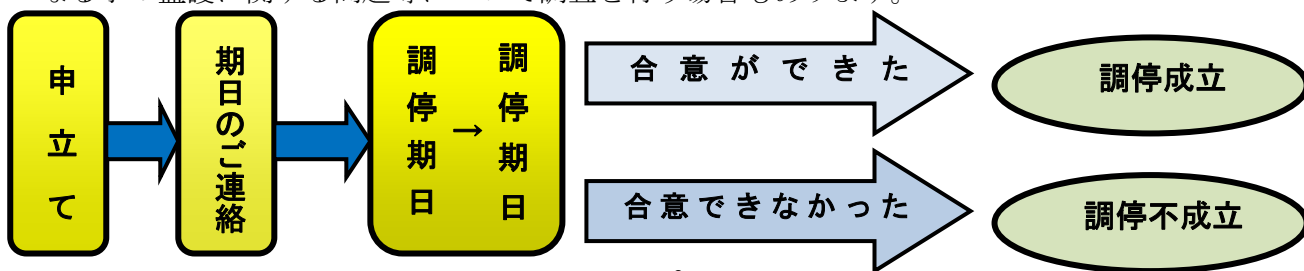 申立て
期日のご連絡
調停期日
→
調停期日
合意ができた
合意できなかった
調停成立
調停不成立